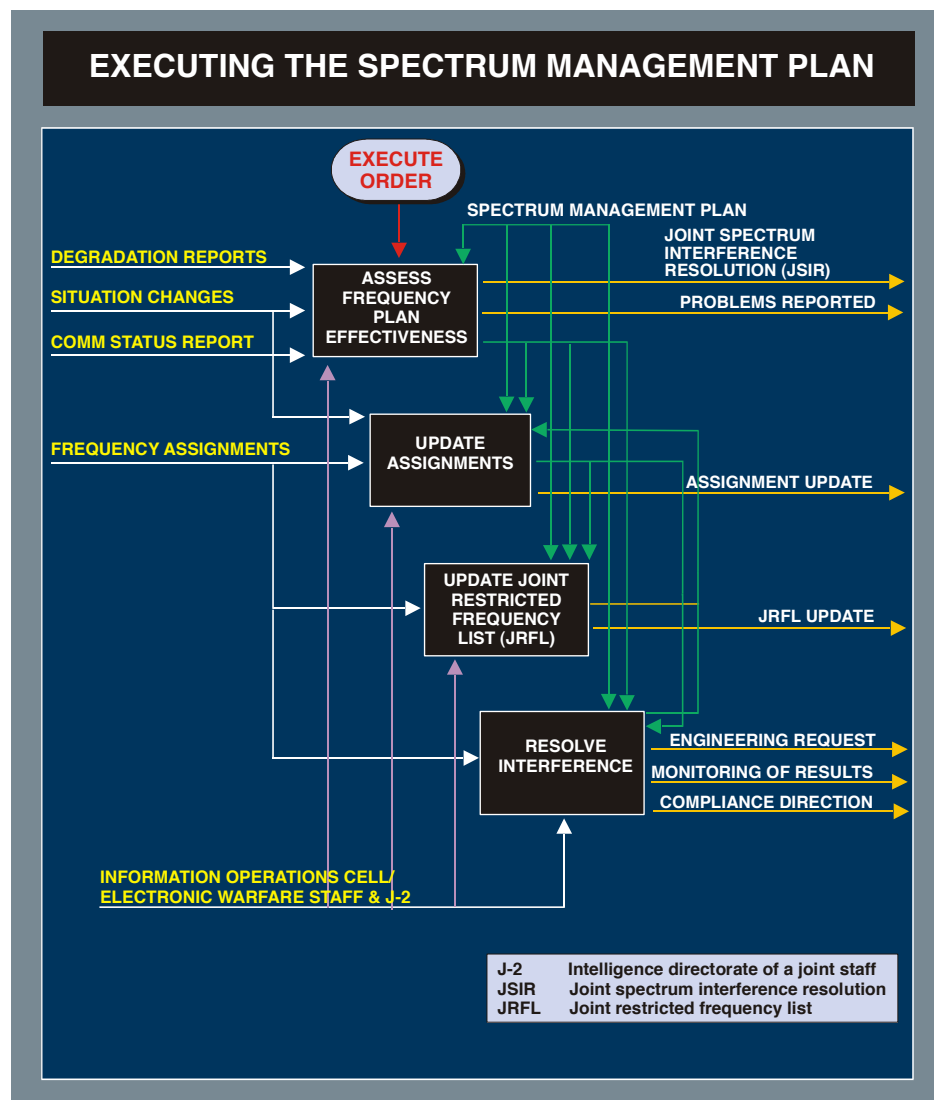 EXECUTING THE SPECTRUM MANAGEMENT PLAN
EXECUTE
ORDER
SPECTRUM MANAGEMENT PLAN
DEGRADATION REPORTS
SITUATION CHANGES
COMM STATUS REPORT
ASSESS
FREQUENCY
PLAN
EFFECTIVENESS
JOINT SPECTRUM
INTERFERENCE
RESOLUTION (JSIR)
PROBLEMS REPORTED
FREQUENCY ASSIGNMENTS
UPDATE
ASSIGNMENTS
ASSIGNMENT UPDATE
UPDATE JOINT
RESTRICTED
FREQUENCY
LIST (JRFL)
JRFL UPDATE
RESOLVE
INTERFERENCE
ENGINEERING REQUEST
MONITORING OF RESULTS
COMPLIANCE DIRECTION
INFORMATION OPERATIONS CELL/
ELECTRONIC WARFARE STAFF & J-2
J-2 Intelligence directorate of a joint staff
JSIR Joint spectrum interference resolution
JRFL Joint restricted frequency list